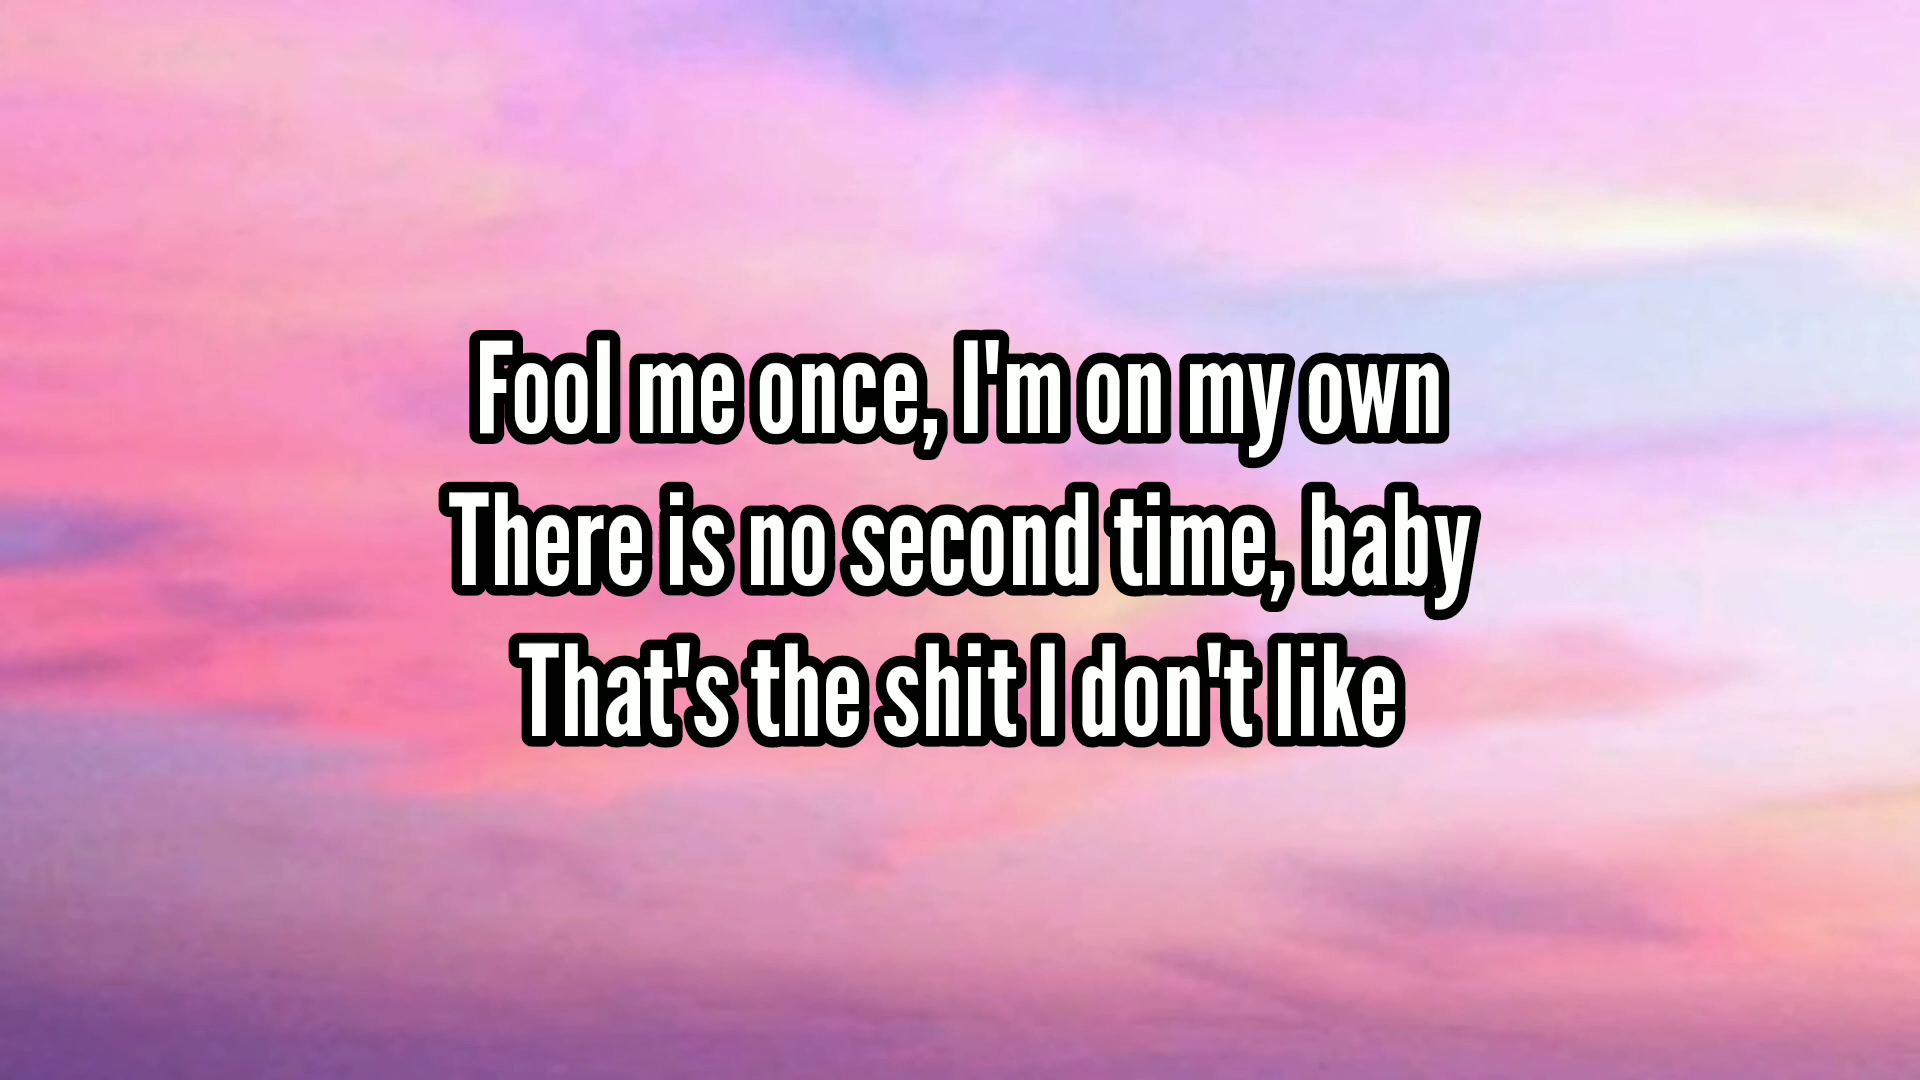 Fool me once, I'm on my own
There is no second time, baby
That's the shit I don't like